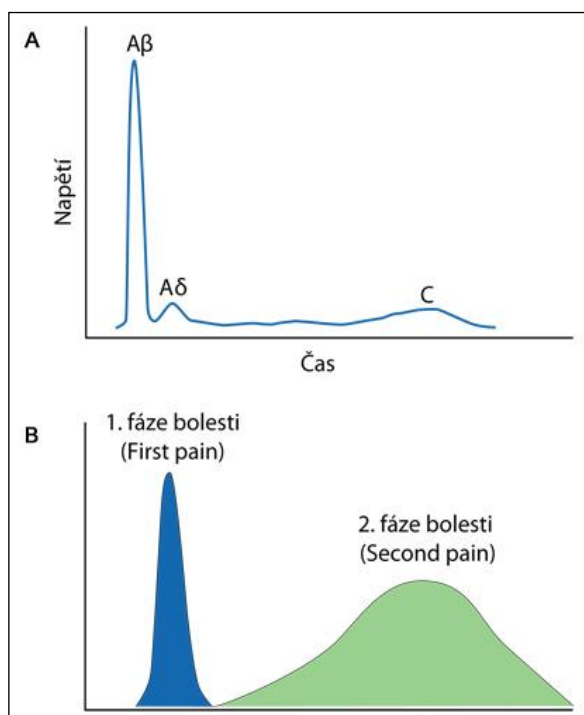 A
Aβ
Napětí
Aδ
C
Čas
B
1. fáze bolesti
(First pain)
2. fáze bolesti
(Second pain)